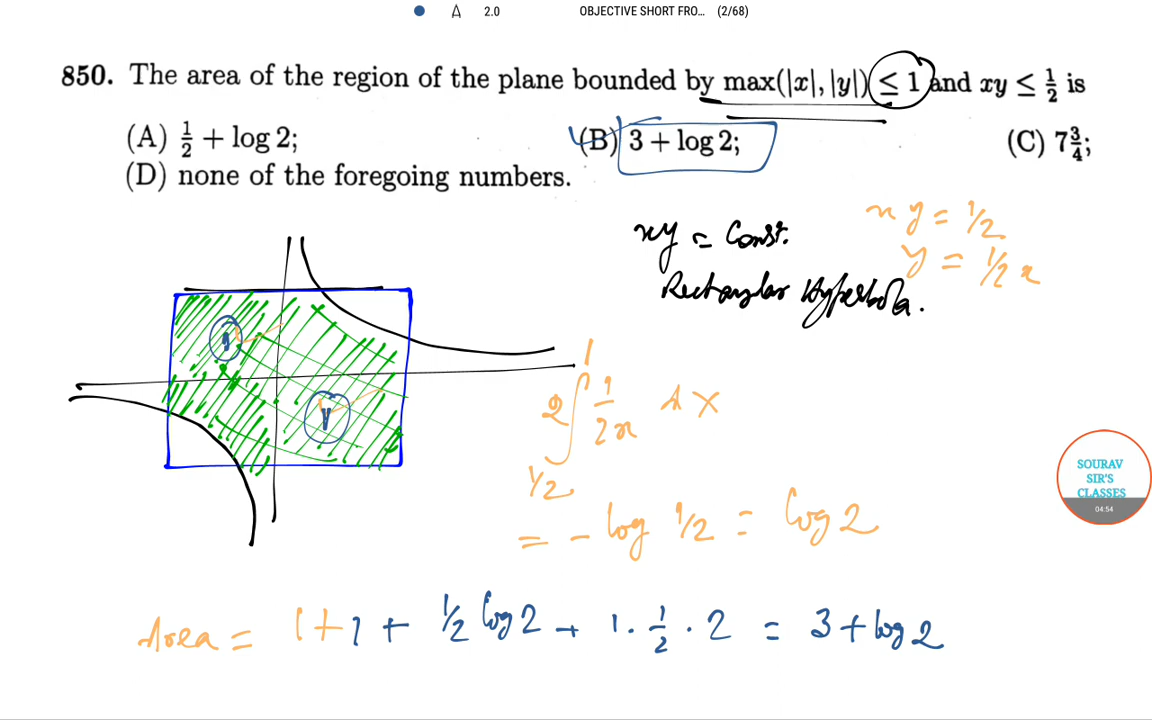 A 2.0 OBJECTIVE SHORT FRO... (2/68)
850. The area of the region of the plane bounded by max(|x|, |y|) ≤ 1 and xy ≤ 1/2 is
(A) 1/2 + log 2; (B) 3 + log 2; (C) 7 3/4;
(D) none of the foregoing numbers.
xy = Const.
Rectangular Hyperbola.
xy = 1/2
y = 1/2x
2∫ 1/2 1 1/2x dx
= - log 1/2 = log 2
Area = 1 + 1 + 1/2 log 2 + 1 . 1/2 . 2 = 3 + log 2
SOURAV
SIR'S
CLASSES
04:54